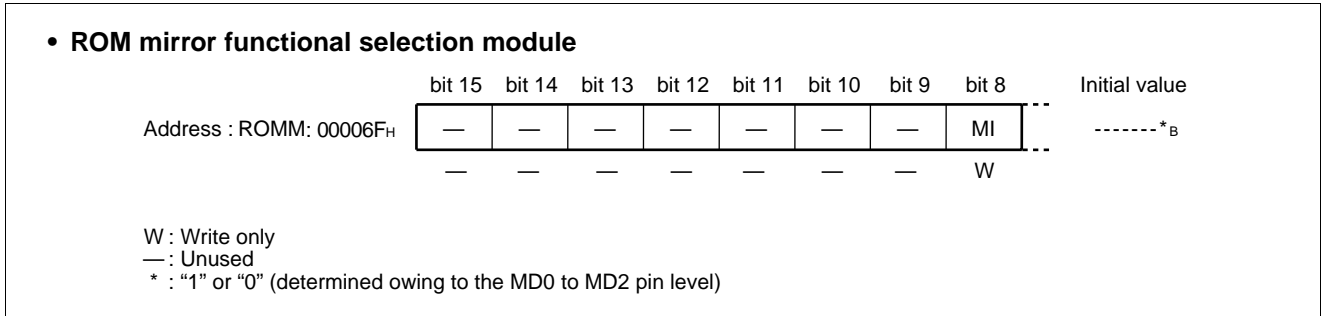 • ROM mirror functional selection module
bit 15 bit 14 bit 13 bit 12 bit 11 bit 10 bit 9 bit 8 Initial value
Address : ROMM: 00006FH — — — — — — — MI -------*B
— — — — — — — W
W : Write only
— : Unused
* : “1” or “0” (determined owing to the MD0 to MD2 pin level)